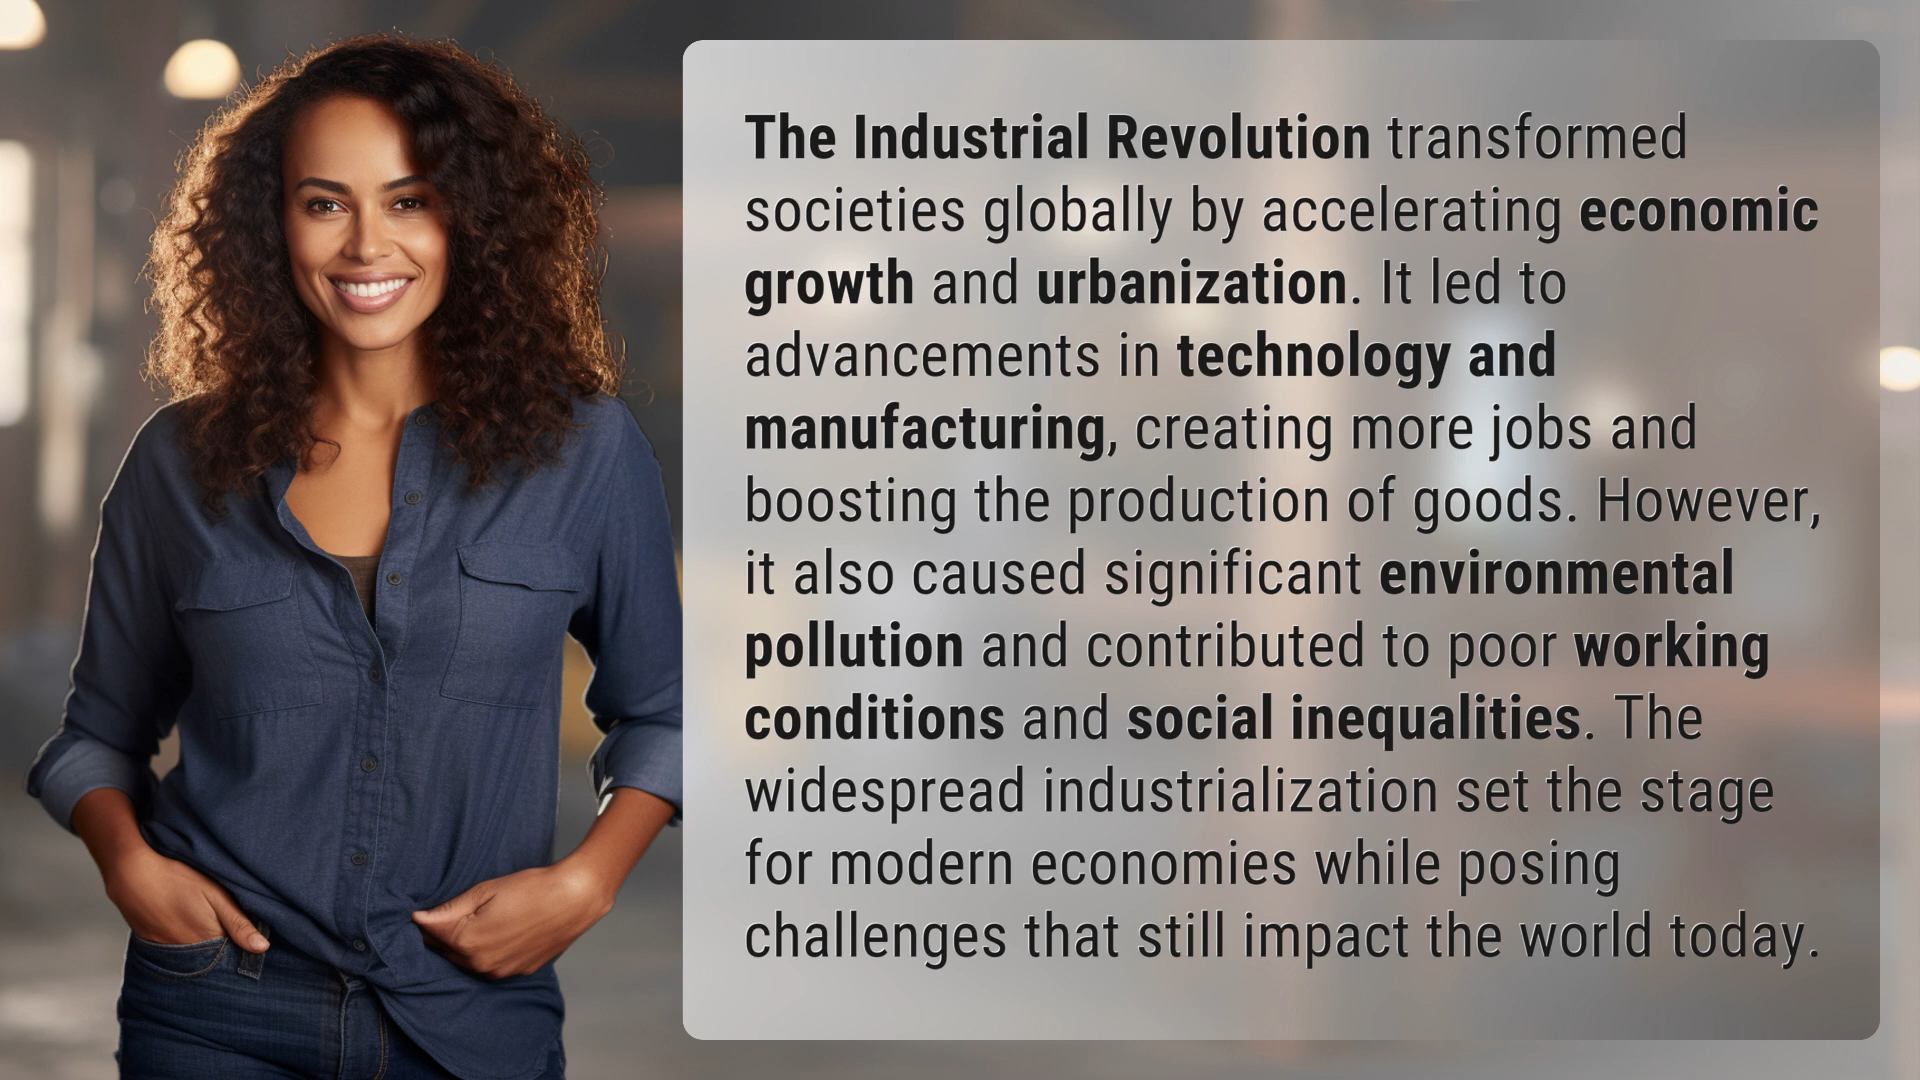 The Industrial Revolution transformed
societies globally by accelerating economic
growth and urbanization. It led to
advancements in technology and
manufacturing, creating more jobs and
boosting the production of goods. However,
it also caused significant environmental
pollution and contributed to poor working
conditions and social inequalities. The
widespread industrialization set the stage
for modern economies while posing
challenges that still impact the world today.